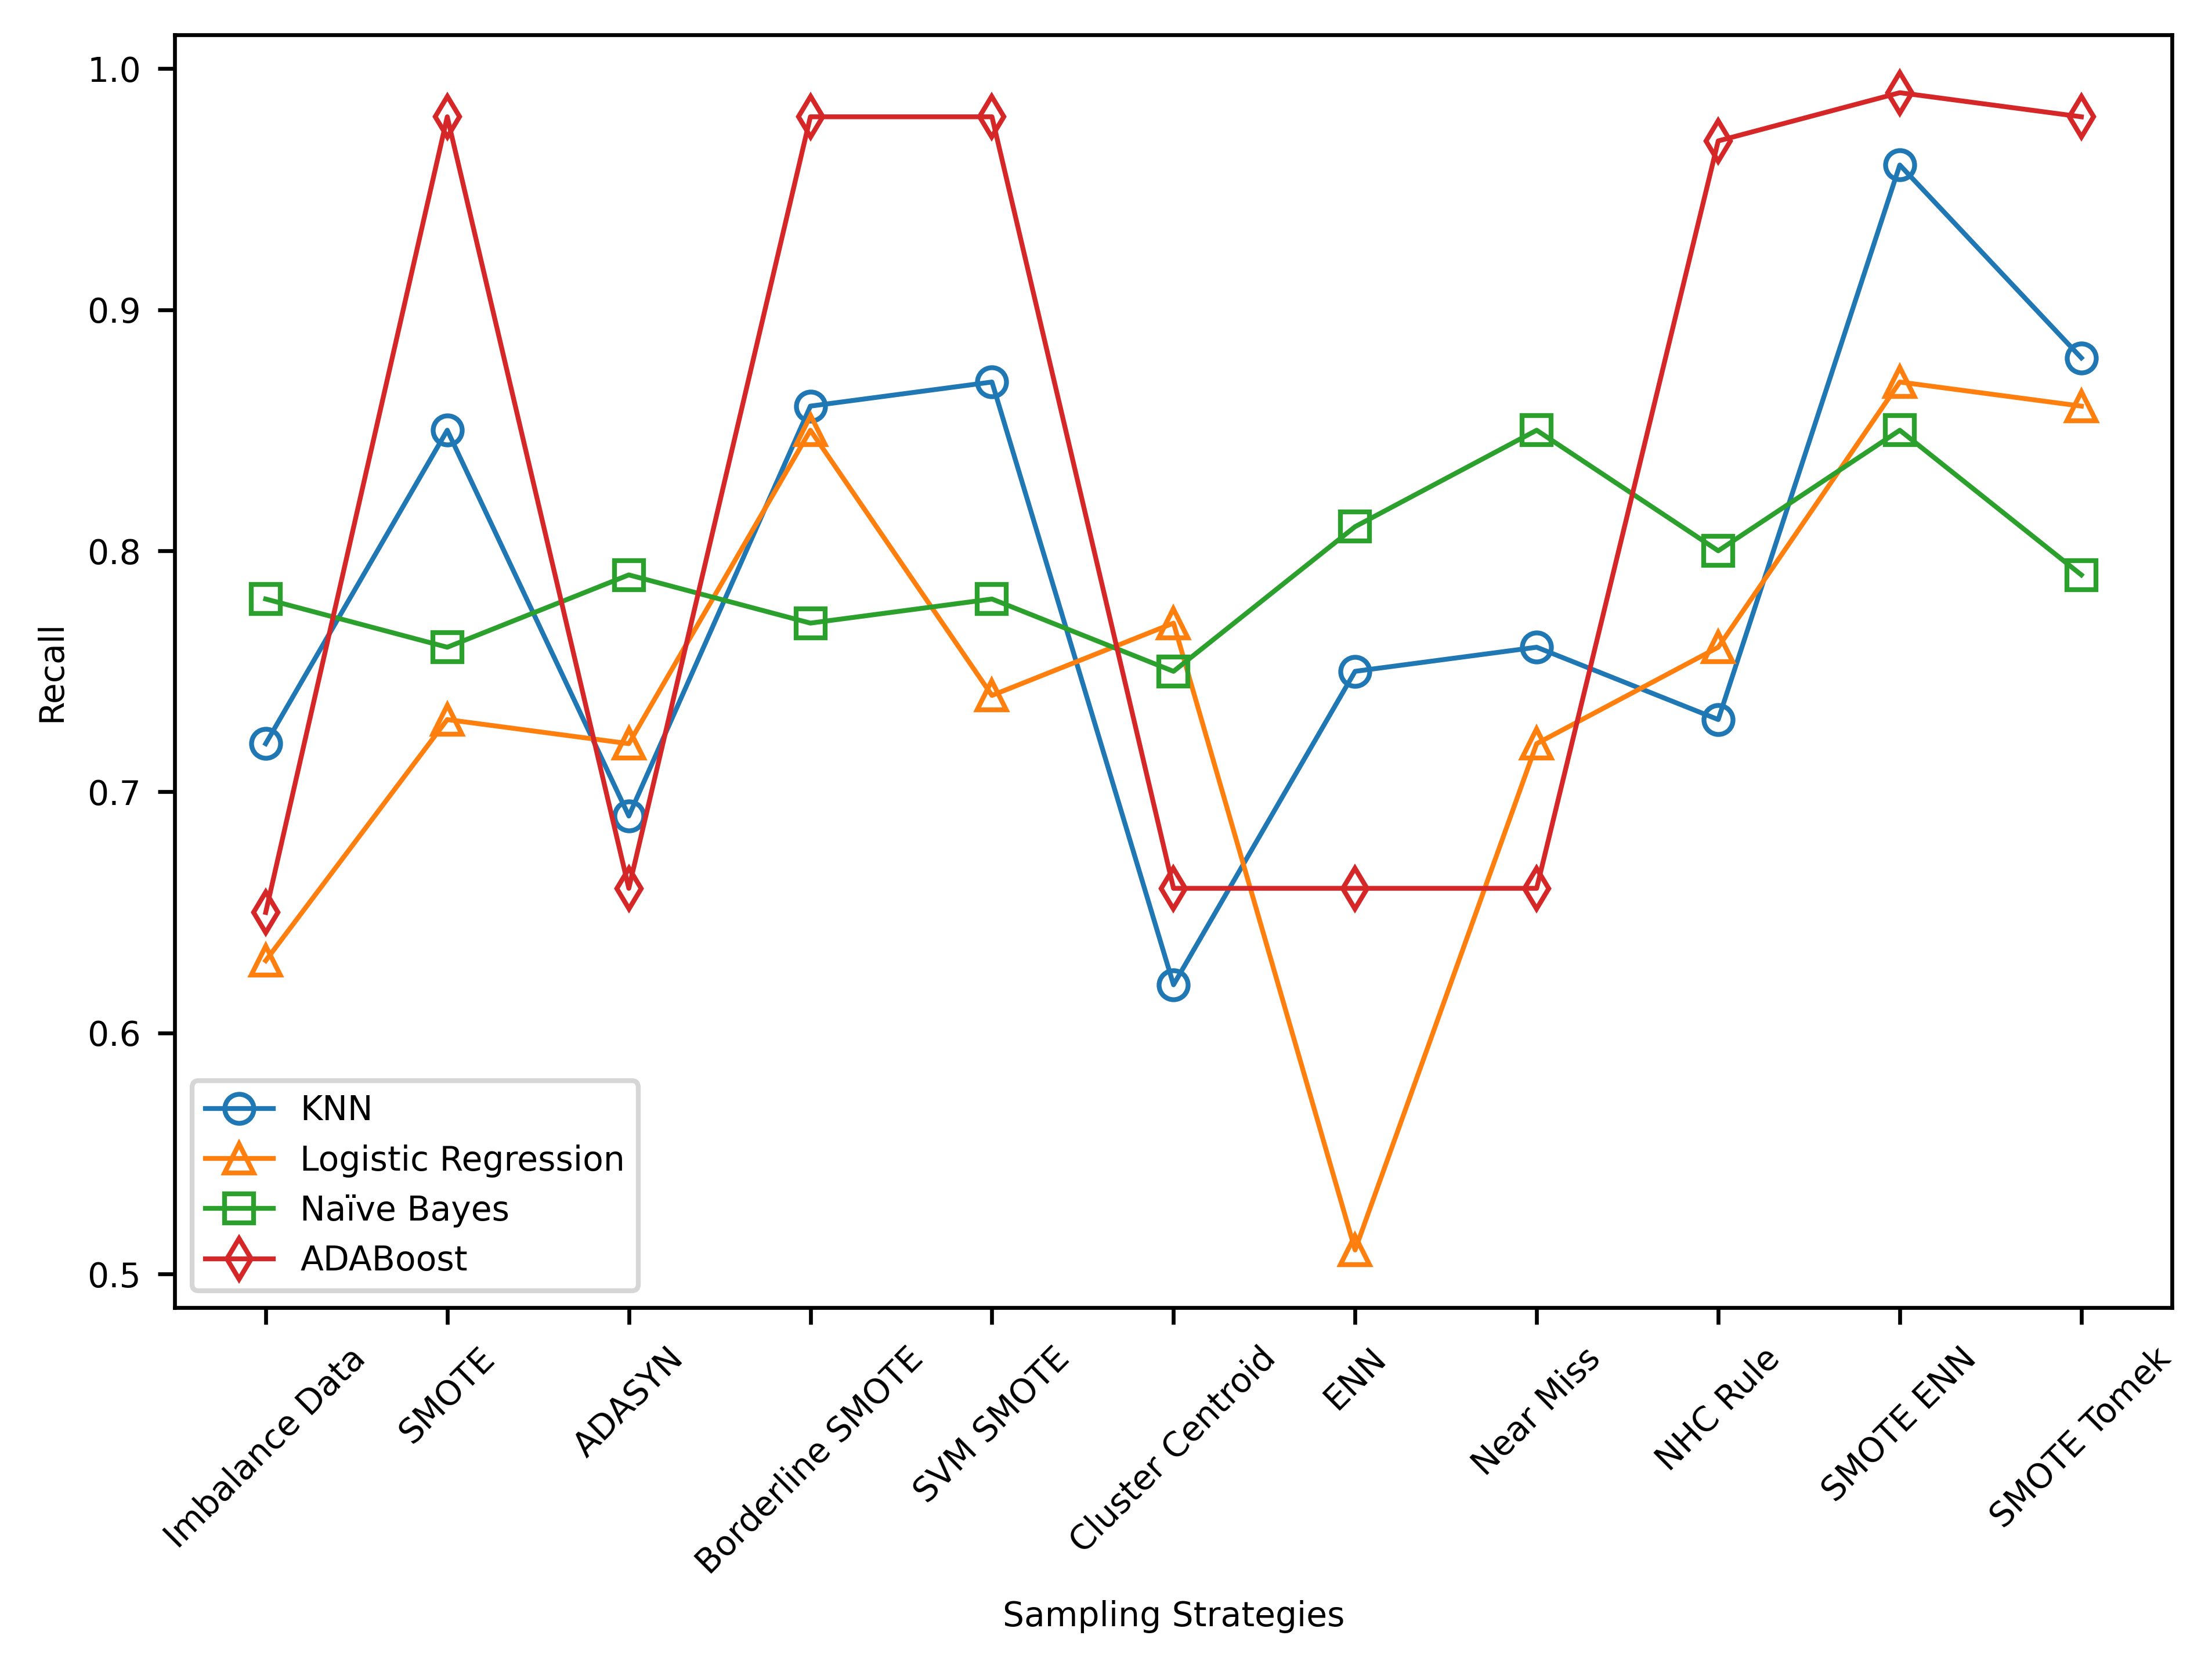 1.0
0.9
0.8
0.7
0.6
0.5
Recall
KNN
Logistic Regression
Naïve Bayes
ADABoost
Imbalance Data
SMOTE
ADASYN
Borderline SMOTE
SVM SMOTE
Cluster Centroid
ENN
Near Miss
NHC Rule
SMOTE ENN
SMOTE Tomek
Sampling Strategies